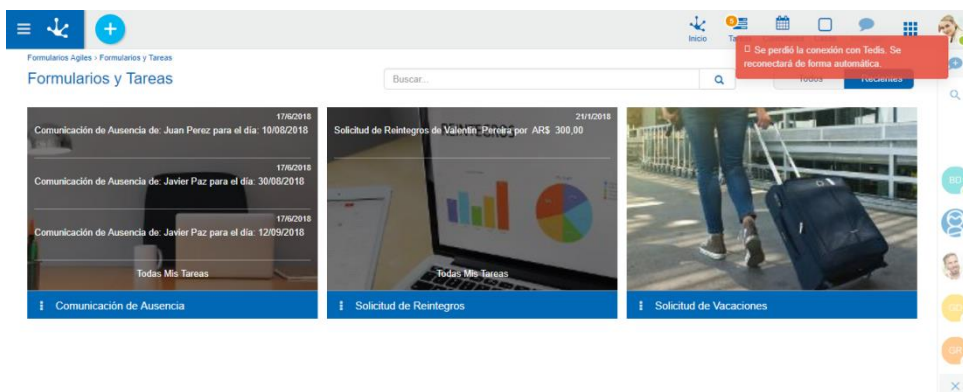 Inicio
Formularios Agiles › Formularios y Tareas
Formularios y Tareas
Buscar...
Se perdió la conexión con Tedis. Se
reconectará de forma automática.
Todos
Recientes
17/6/2018
Comunicación de Ausencia de: Juan Perez para el día: 10/08/2018
17/6/2018
Comunicación de Ausencia de: Javier Paz para el día: 30/08/2018
17/6/2018
Comunicación de Ausencia de: Javier Paz para el día: 12/09/2018
Todas Mis Tareas
Comunicación de Ausencia
21/1/2018
Solicitud de Reintegros de Valentin Pereira por AR$ 300,00
REINTEGROS
Todas Mis Tareas
Solicitud de Reintegros
Solicitud de Vacaciones
BD
GR